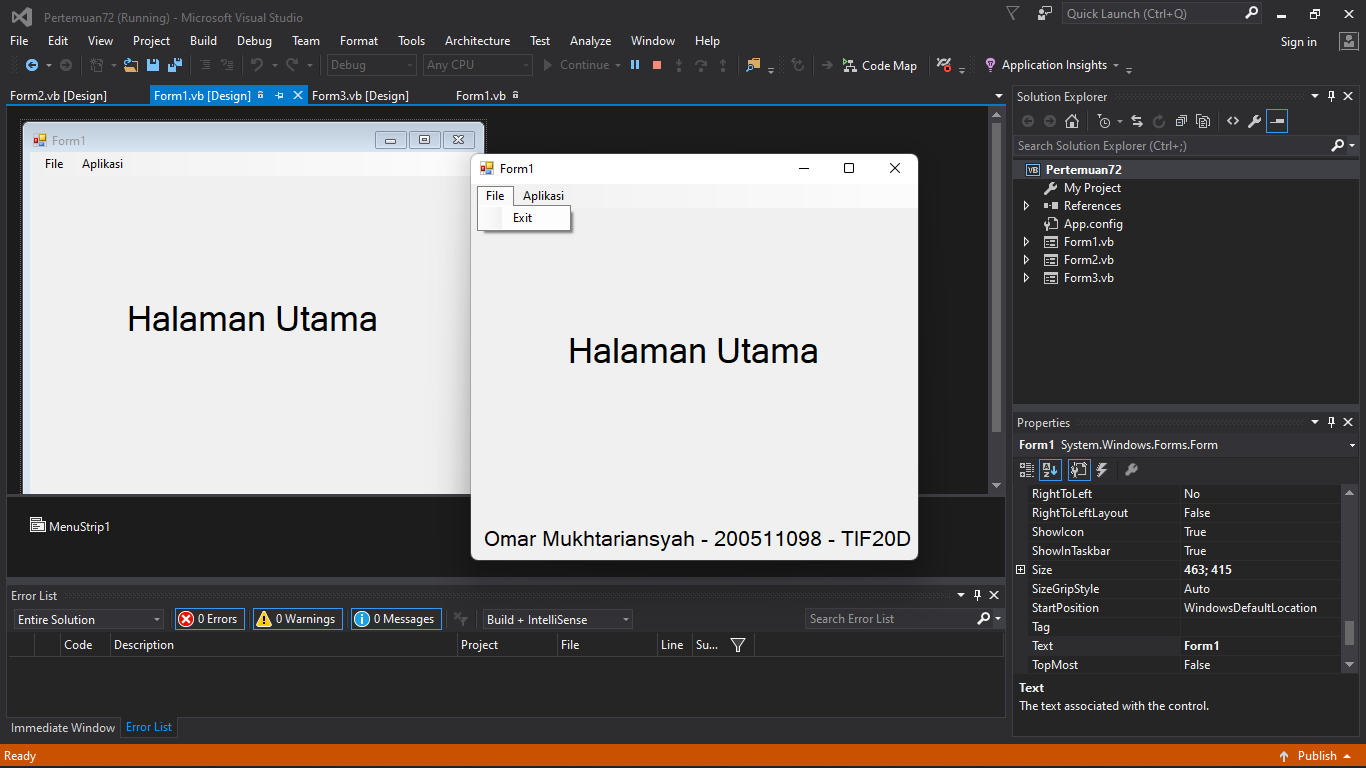 Pertemuan72 (Running) - Microsoft Visual Studio
Quick Launch (Ctrl+Q)
File Edit View Project Build Debug Team Format Tools Architecture Test Analyze Window Help
Sign in
Debug Any CPU Continue Code Map Application Insights
Form2.vb [Design] Form1.vb [Design] Form3.vb [Design] Form1.vb
Form1
File Aplikasi
Halaman Utama
MenuStrip1
Form1
File Aplikasi
Exit
Halaman Utama
Omar Mukhtariansyah - 200511098 - TIF20D
Solution Explorer
Search Solution Explorer (Ctrl+;)
VB Pertemuan72
My Project
References
App.config
Form1.vb
Form2.vb
Form3.vb
Properties
Form1 System.Windows.Forms.Form
RightToLeft No
RightToLeftLayout False
ShowIcon True
ShowInTaskbar True
Size 463; 415
SizeGripStyle Auto
StartPosition WindowsDefaultLocation
Tag
Text Form1
TopMost False
Text
The text associated with the control.
Error List
Entire Solution 0 Errors 0 Warnings 0 Messages Build + IntelliSense Search Error List
Code Description Project File Line Su...
Immediate Window Error List
Ready
Publish